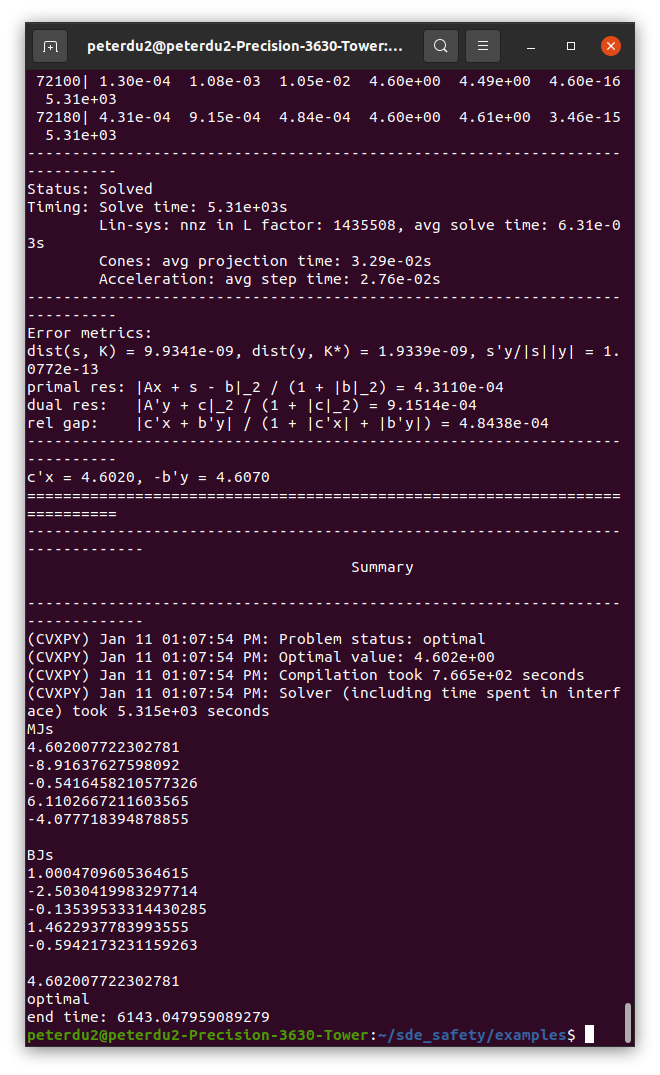 peterdu2@peterdu2-Precision-3630-Tower:...
72100| 1.30e-04  1.08e-03  1.05e-02  4.60e+00  4.49e+00  4.60e-16
  5.31e+03
72180| 4.31e-04  9.15e-04  4.84e-04  4.60e+00  4.61e+00  3.46e-15
  5.31e+03
------------------------------------------------------------------
----------
Status: Solved
Timing: Solve time: 5.31e+03s
        Lin-sys: nnz in L factor: 1435508, avg solve time: 6.31e-0
3s
        Cones: avg projection time: 3.29e-02s
        Acceleration: avg step time: 2.76e-02s
------------------------------------------------------------------
----------
Error metrics:
dist(s, K) = 9.9341e-09, dist(y, K*) = 1.9339e-09, s'y/|s||y| = 1.
0772e-13
primal res: |Ax + s - b|_2 / (1 + |b|_2) = 4.3110e-04
dual res:   |A'y + c|_2 / (1 + |c|_2) = 9.1514e-04
rel gap:    |c'x + b'y| / (1 + |c'x| + |b'y|) = 4.8438e-04
------------------------------------------------------------------
----------
c'x = 4.6020, -b'y = 4.6070
==================================================================
==========
------------------------------------------------------------------
-------------
                                    Summary
------------------------------------------------------------------
-------------
(CVXPY) Jan 11 01:07:54 PM: Problem status: optimal
(CVXPY) Jan 11 01:07:54 PM: Optimal value: 4.602e+00
(CVXPY) Jan 11 01:07:54 PM: Compilation took 7.665e+02 seconds
(CVXPY) Jan 11 01:07:54 PM: Solver (including time spent in interf
ace) took 5.315e+03 seconds
MJs
4.602007722302781
-8.91637627598092
-0.5416458210577326
6.1102667211603565
-4.077718394878855
BJs
1.0004709605364615
-2.5030419983297714
-0.13539533314430285
1.4622937783993555
-0.5942173231159263
4.602007722302781
optimal
end time: 6143.047959089279
peterdu2@peterdu2-Precision-3630-Tower:~/sde_safety/examples$